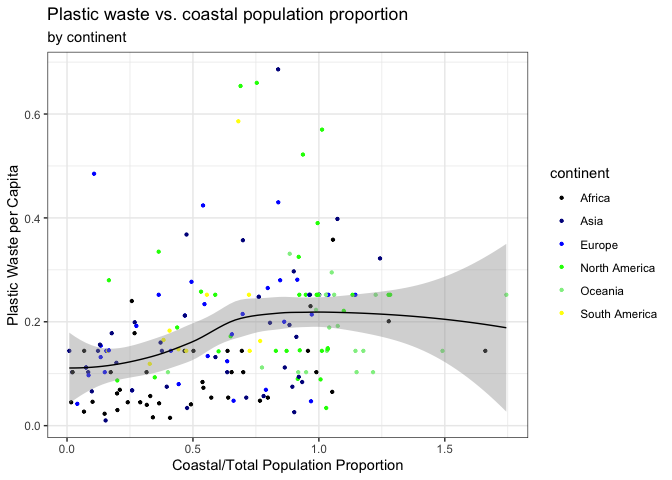 Plastic waste vs. coastal population proportion
by continent
Plastic Waste per Capita
0.6
0.4
0.2
0.0
0.0
0.5
1.0
1.5
Coastal/Total Population Proportion
continent
Africa
Asia
Europe
North America
Oceania
South America